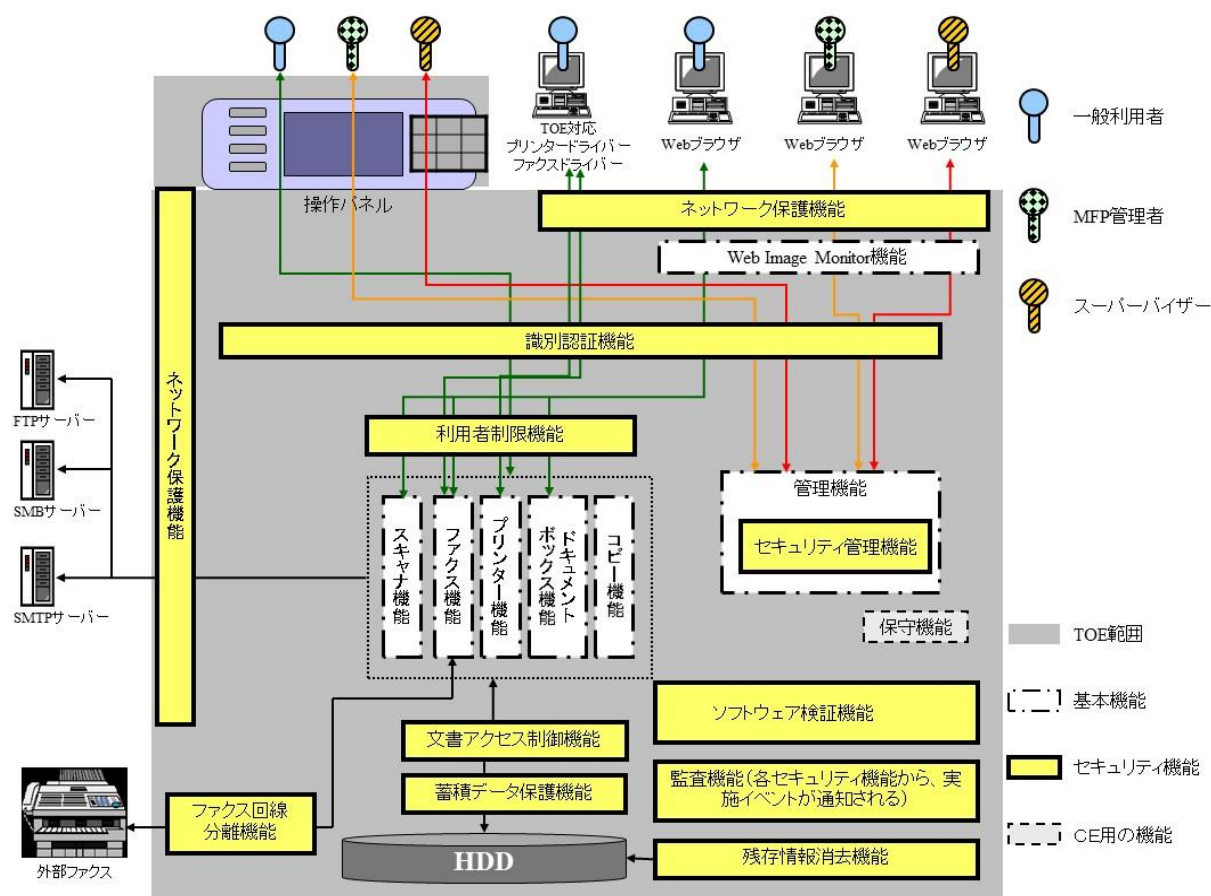 TOE対応
プリンタードライバー
ファクスドライバー
Webブラウザ
Webブラウザ
Webブラウザ
一般利用者
MFP管理者
スーパーバイザー
操作パネル
ネットワーク保護機能
Web Image Monitor機能
識別認証機能
ネットワーク保護機能
FTPサーバー
SMBサーバー
SMTPサーバー
利用者制限機能
スキャナ機能
ファクス機能
プリンター機能
ドキュメント
ボックス機能
コピー機能
管理機能
セキュリティ管理機能
保守機能
文書アクセス制御機能
蓄積データ保護機能
HDD
ソフトウェア検証機能
監査機能(各セキュリティ機能から、実
施イベントが通知される)
残存情報消去機能
ファクス回線
分離機能
外部ファクス
TOE範囲
基本機能
セキュリティ機能
CE用の機能